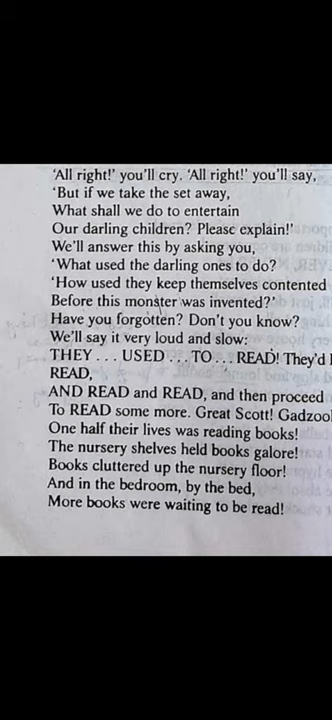 'All right!' you'll cry. 'All right!' you'll say,
'But if we take the set away,
What shall we do to entertain
Our darling children? Please explain!'
We'll answer this by asking you,
'What used the darling ones to do?
'How used they keep themselves contented
Before this monster was invented?'
Have you forgotten? Don't you know?
We'll say it very loud and slow:
THEY ... USED ... TO ... READ! They'd
READ,
AND READ and READ, and then proceed
To READ some more. Great Scott! Gadzoo
One half their lives was reading books!
The nursery shelves held books galore!
Books cluttered up the nursery floor!
And in the bedroom, by the bed,
More books were waiting to be read!